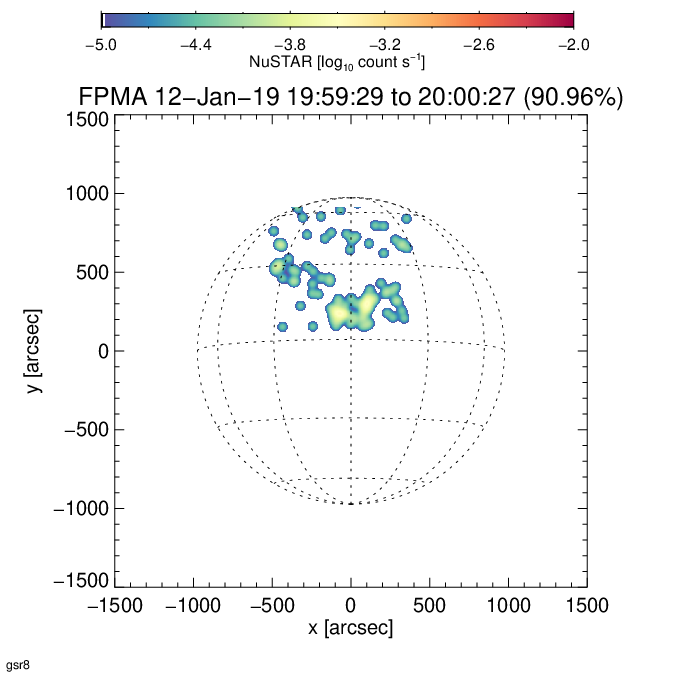 −5.0 −4.4 −3.8 −3.2 −2.6 −2.0
NuSTAR [log10 count s−1]
FPMA 12−Jan−19 19:59:29 to 20:00:27 (90.96%)
1500
1000
500
0
−500
−1000
−1500
y [arcsec]
−1500 −1000 −500 0 500 1000 1500
x [arcsec]
gsr8